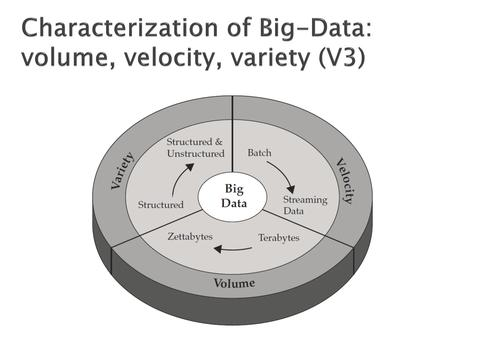 Characterization of Big-Data:
volume, velocity, variety (V3)
Structured &
Unstructured
Batch
Variety
Velocity
Big
Data
Structured
Streaming
Data
Zettabytes
Terabytes
Volume